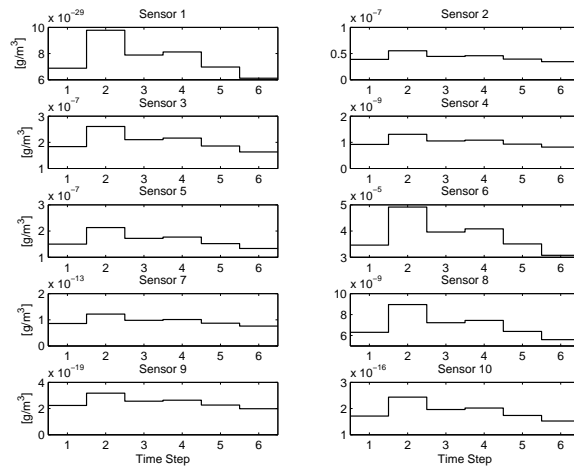 Sensor 1
x 10^−29
[g/m^3]
10
8
6
1 2 3 4 5 6
Sensor 2
x 10^−7
1
0.5
0
1 2 3 4 5 6
Sensor 3
x 10^−7
[g/m^3]
3
2
1
1 2 3 4 5 6
Sensor 4
x 10^−9
2
1
0
1 2 3 4 5 6
Sensor 5
x 10^−7
[g/m^3]
3
2
1
1 2 3 4 5 6
Sensor 6
x 10^−5
5
4
3
1 2 3 4 5 6
Sensor 7
x 10^−13
[g/m^3]
2
1
0
1 2 3 4 5 6
Sensor 8
x 10^−9
10
8
6
1 2 3 4 5 6
Sensor 9
x 10^−19
[g/m^3]
4
2
0
1 2 3 4 5 6
Time Step
Sensor 10
x 10^−16
3
2
1
1 2 3 4 5 6
Time Step